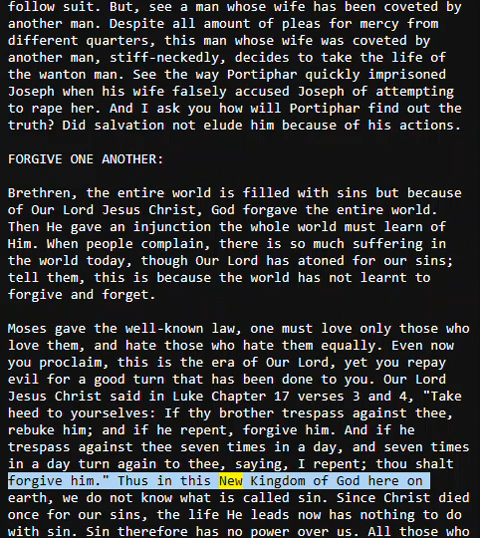 follow suit. But, see a man whose wife has been coveted by
another man. Despite all amount of pleas for mercy from
different quarters, this man whose wife was coveted by
another man, stiff-neckedly, decides to take the life of
the wanton man. See the way Portiphar quickly imprisoned
Joseph when his wife falsely accused Joseph of attempting
to rape her. And I ask you how will Portiphar find out the
truth? Did salvation not elude him because of his actions.
FORGIVE ONE ANOTHER:
Brethren, the entire world is filled with sins but because
of Our Lord Jesus Christ, God forgave the entire world.
Then He gave an injunction the whole world must learn of
Him. When people complain, there is so much suffering in
the world today, though Our Lord has atoned for our sins;
tell them, this is because the world has not learnt to
forgive and forget.
Moses gave the well-known law, one must love only those who
love them, and hate those who hate them equally. Even now
you proclaim, this is the era of Our Lord, yet you repay
evil for a good turn that has been done to you. Our Lord
Jesus Christ said in Luke Chapter 17 verses 3 and 4, "Take
heed to yourselves: If thy brother trespass against thee,
rebuke him; and if he repent, forgive him. And if he
trespass against thee seven times in a day, and seven times
in a day turn again to thee, saying, I repent; thou shalt
forgive him." Thus in this New Kingdom of God here on
earth, we do not know what is called sin. Since Christ died
once for our sins, the life He leads now has nothing to do
with sin. Sin therefore has no power over us. All those who